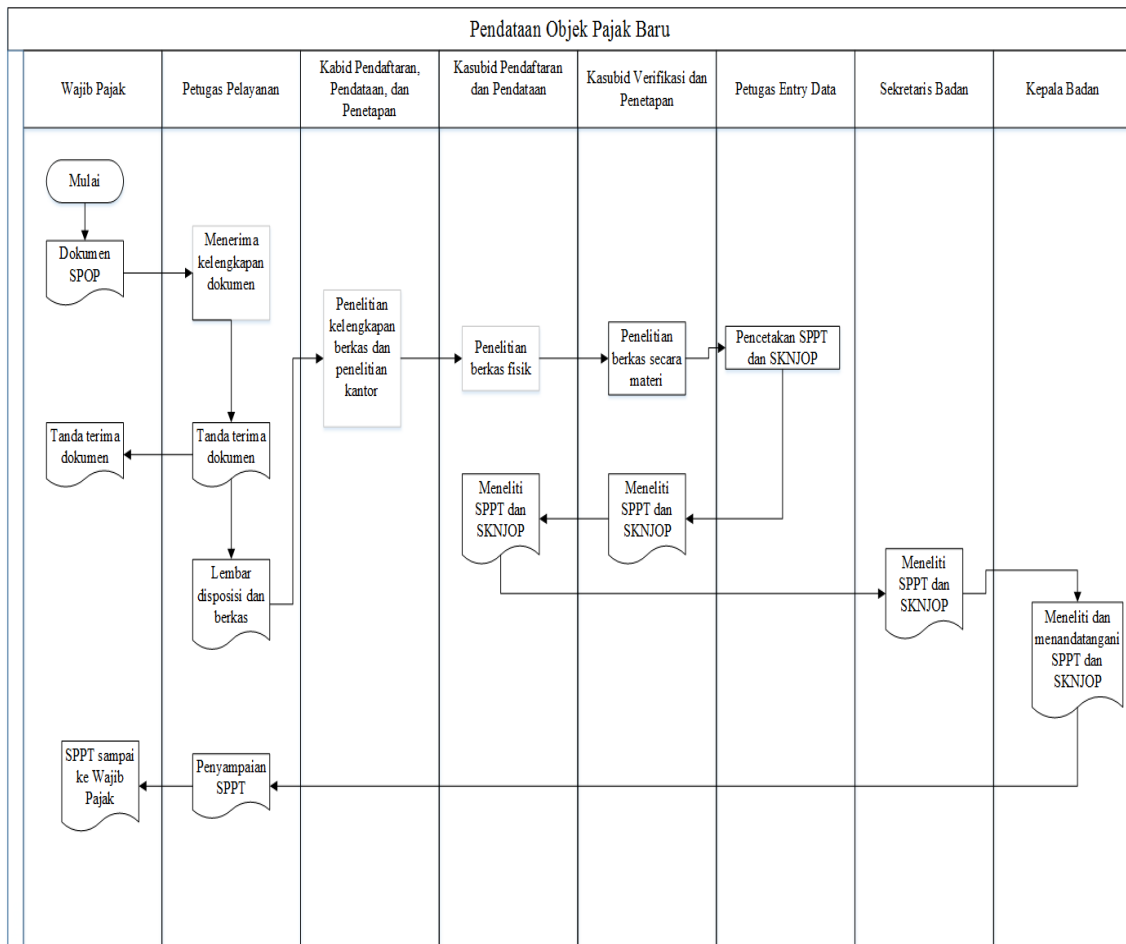 Pendataan Objek Pajak Baru
Wajib Pajak
Petugas Pelayanan
Kabid Pendaftaran,
Pendataan, dan
Penetapan
Kasubid Pendaftaran
dan Pendataan
Kasubid Verifikasi dan
Penetapan
Petugas Entry Data
Sekretaris Badan
Kepala Badan
Mulai
Dokumen
SPOP
Menerima
kelengkapan
dokumen
Penelitian
kelengkapan
berkas dan
penelitian
kantor
Penelitian
berkas fisik
Penelitian
berkas secara
materi
Pencetakan SPPT
dan SKNJOP
Tanda terima
dokumen
Tanda terima
dokumen
Meneliti
SPPT dan
SKNJOP
Meneliti
SPPT dan
SKNJOP
Lembar
disposisi dan
berkas
Meneliti
SPPT dan
SKNJOP
Meneliti dan
menandatangani
SPPT dan
SKNJOP
SPPT sampai
ke Wajib
Pajak
Penyampaian
SPPT